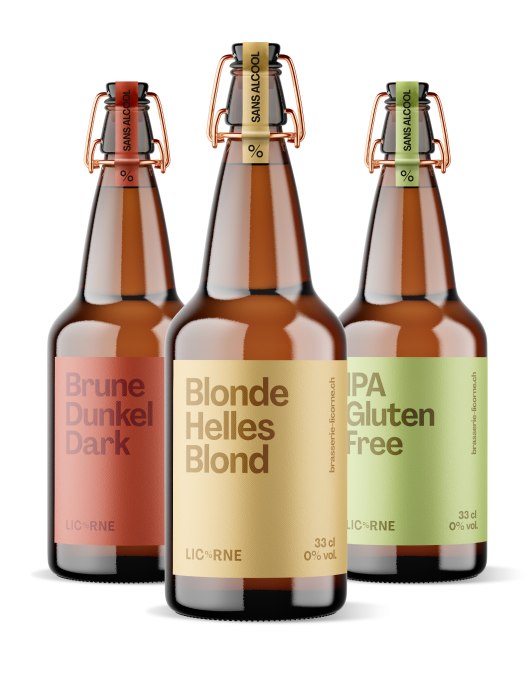 SANS ALCOOL
%
Brune
Dunkel
Dark
LIC%RNE
SANS ALCOOL
%
Blonde
Helles
Blond
brasserie-licorne.ch
LIC%RNE
33 cl
0% vol.
SANS ALCOOL
%
IPA
Gluten
Free
brasserie-licorne.ch
LIC%RNE
33 cl
0% vol.